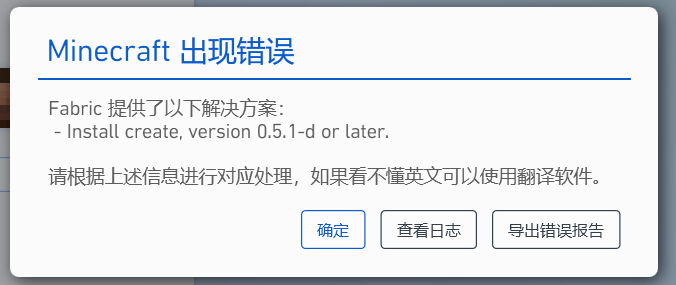 Minecraft 出现错误
Fabric 提供了以下解决方案：
- Install create, version 0.5.1-d or later.
请根据上述信息进行对应处理，如果看不懂英文可以使用翻译软件。
确定
查看日志
导出错误报告